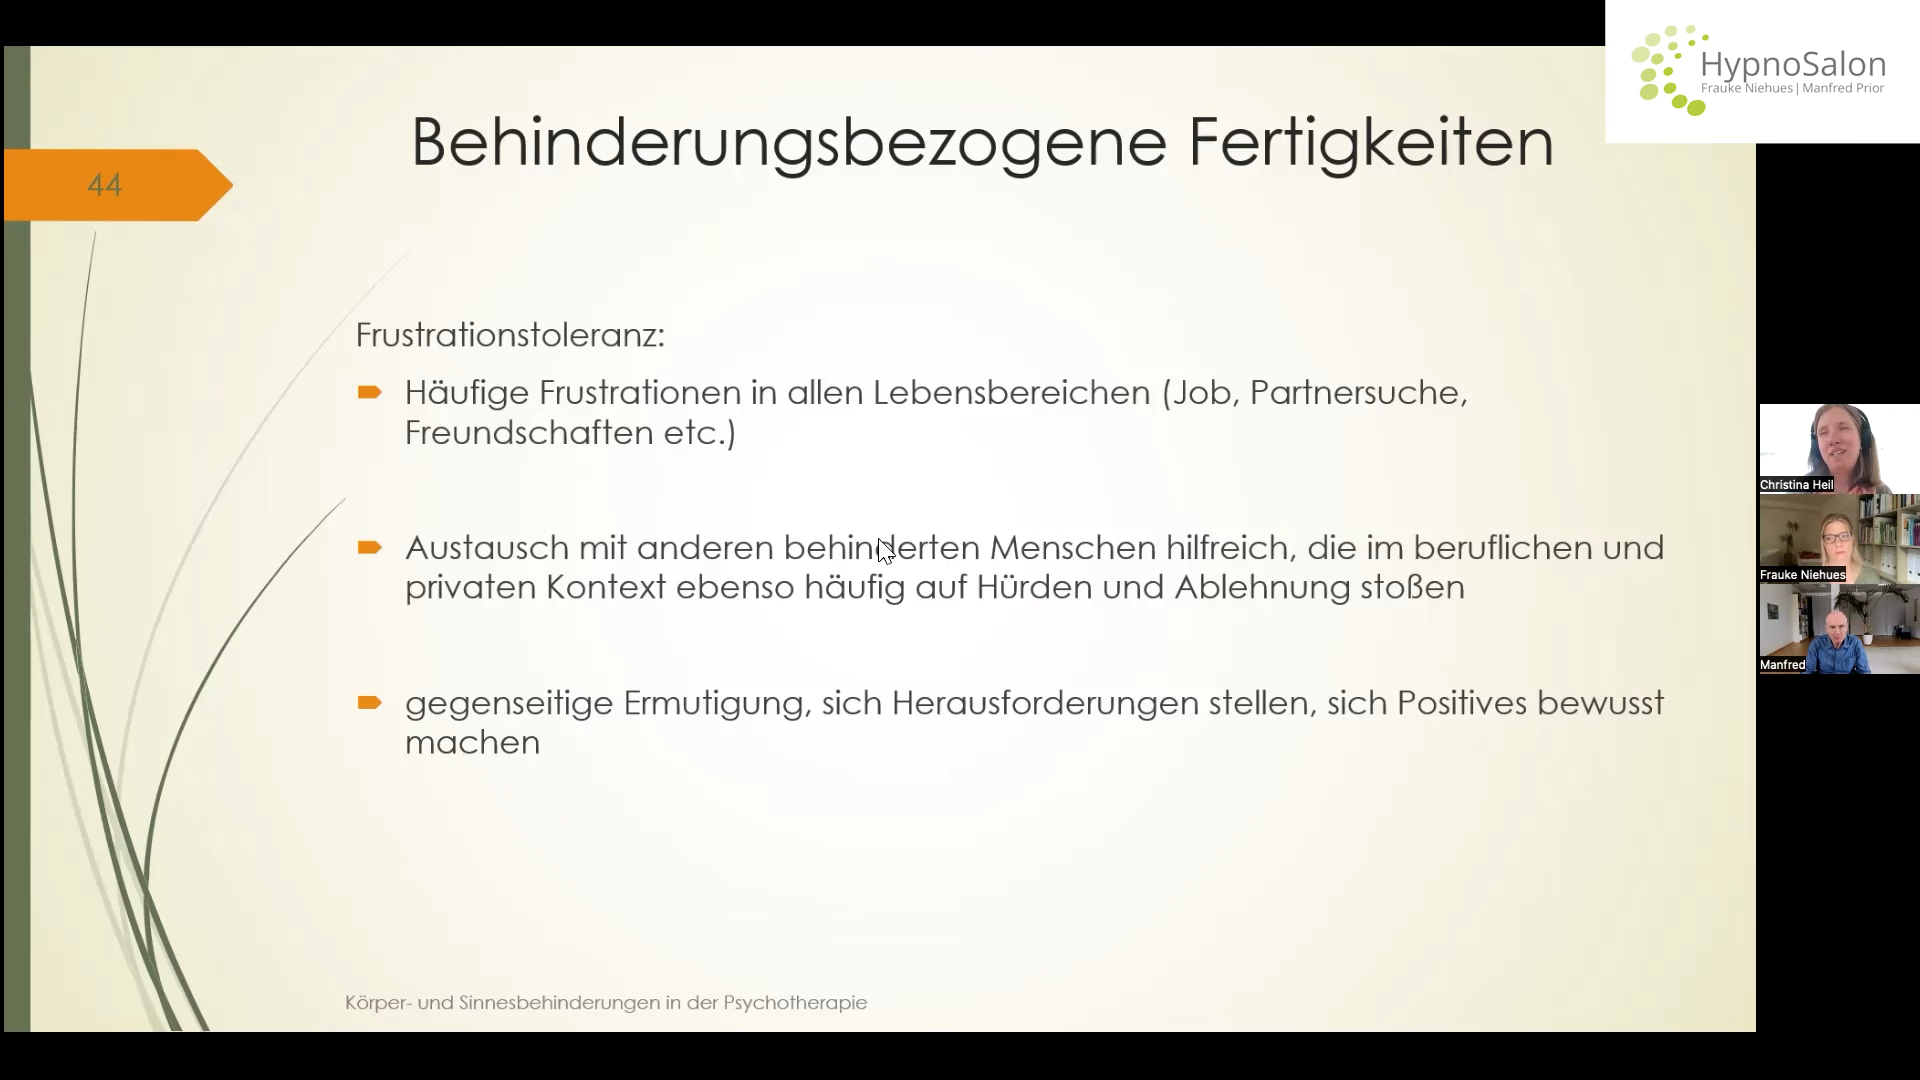 HypnoSalon
Frauke Niehues | Manfred Prior
Behinderungsbezogene Fertigkeiten
44
Frustrationstoleranz:
Häufige Frustrationen in allen Lebensbereichen (Job, Partnersuche,
Freundschaften etc.)
Austausch mit anderen behinderten Menschen hilfreich, die im beruflichen und
privaten Kontext ebenso häufig auf Hürden und Ablehnung stoßen
gegenseitige Ermutigung, sich Herausforderungen stellen, sich Positives bewusst
machen
Körper- und Sinnesbehinderungen in der Psychotherapie
Christina Heil
Frauke Niehues
Manfred